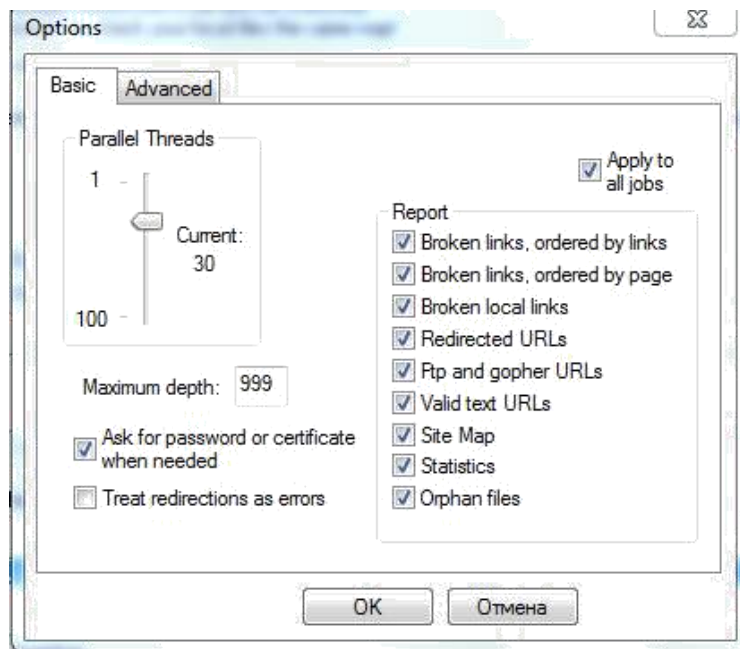 Options
Basic
Advanced
Parallel Threads
1
Current:
30
100
Maximum depth: 999
Ask for password or certificate
when needed
Treat redirections as errors
Apply to
all jobs
Report
Broken links, ordered by links
Broken links, ordered by page
Broken local links
Redirected URLs
Ftp and gopher URLs
Valid text URLs
Site Map
Statistics
Orphan files
OK
Отмена